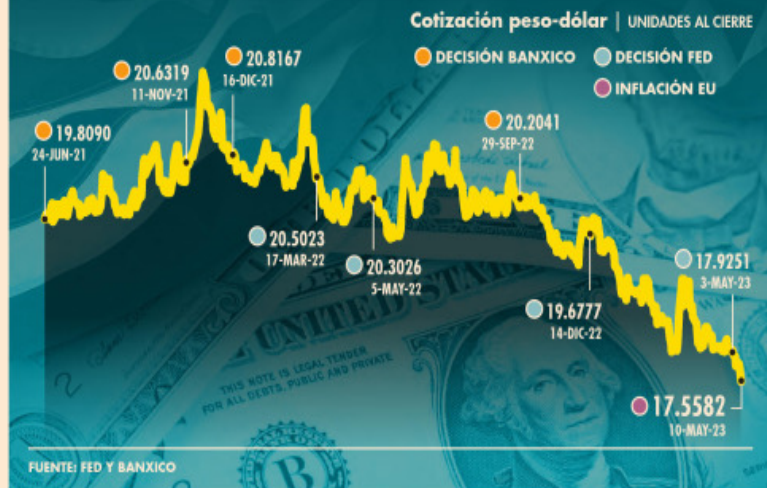 Cotización peso-dólar | UNIDADES AL CIERRE
DECISIÓN BANXICO
DECISIÓN FED
INFLACIÓN EU
19.8090
24-JUN-21
20.6319
11-NOV-21
20.8167
16-DIC-21
20.5023
17-MAR-22
20.3026
5-MAY-22
20.2041
29-SEP-22
19.6777
14-DIC-22
17.9251
3-MAY-23
17.5582
10-MAY-23
UNITED STATES
THIS NOTE IS LEGAL TENDER
FOR ALL DEBTS, PUBLIC AND PRIVATE
2
B
FUENTE: FED Y BANXICO